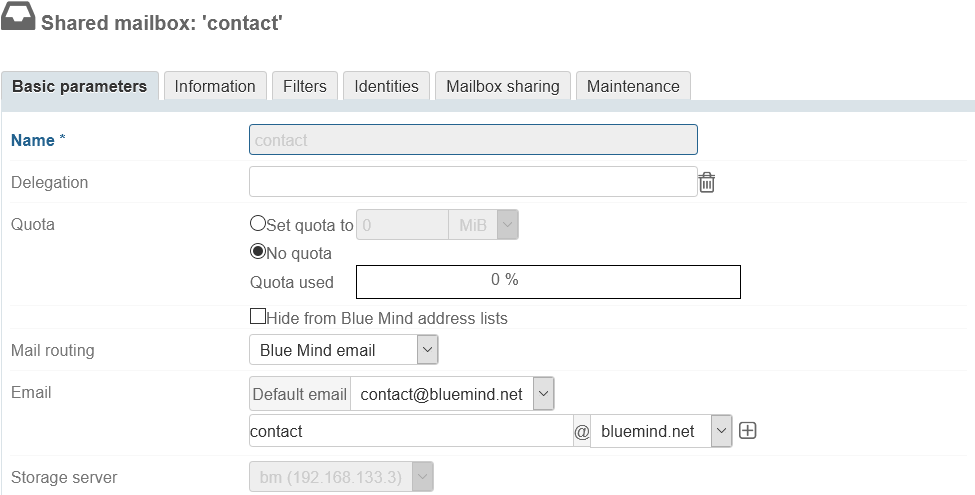 Shared mailbox: 'contact'
Basic parameters Information Filters Identities Mailbox sharing Maintenance
Name * contact
Delegation
Quota Set quota to 0 MiB
No quota
Quota used 0 %
Hide from Blue Mind address lists
Mail routing Blue Mind email
Email Default email contact@bluemind.net
contact @ bluemind.net
Storage server bm (192.168.133.3)